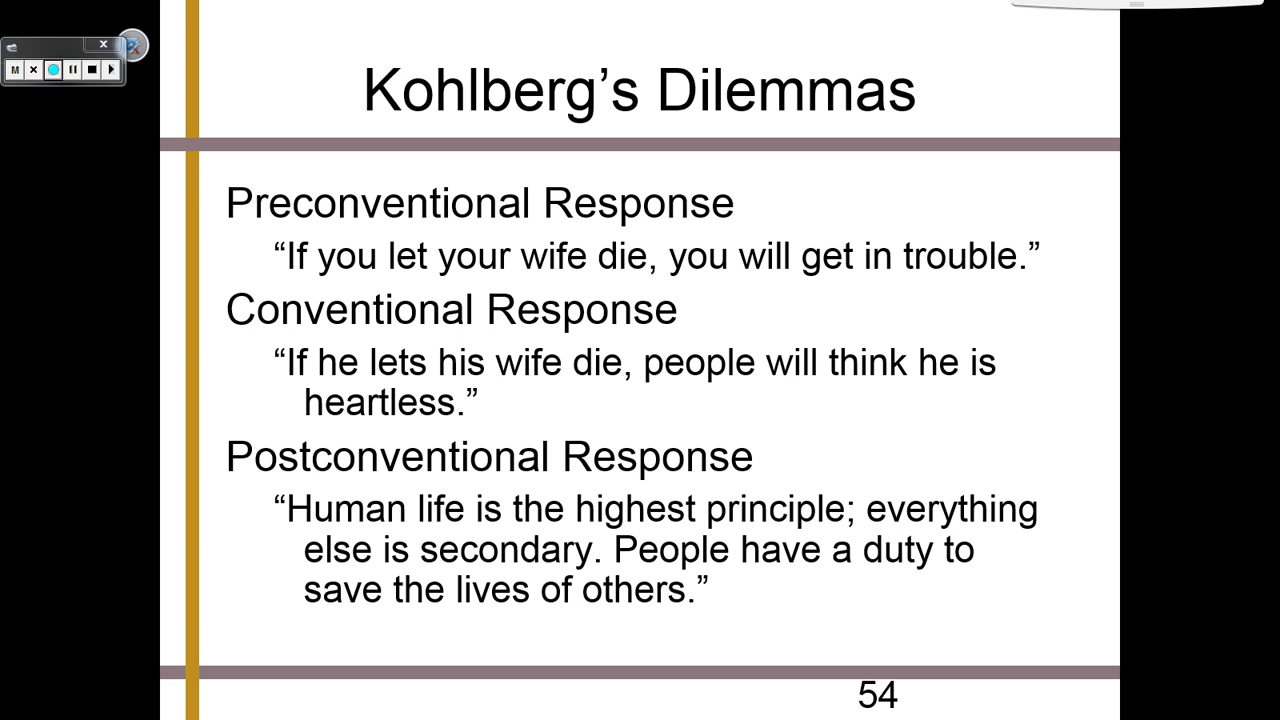 M
Kohlberg’s Dilemmas
Preconventional Response
“If you let your wife die, you will get in trouble.”
Conventional Response
“If he lets his wife die, people will think he is
heartless.”
Postconventional Response
“Human life is the highest principle; everything
else is secondary. People have a duty to
save the lives of others.”
54